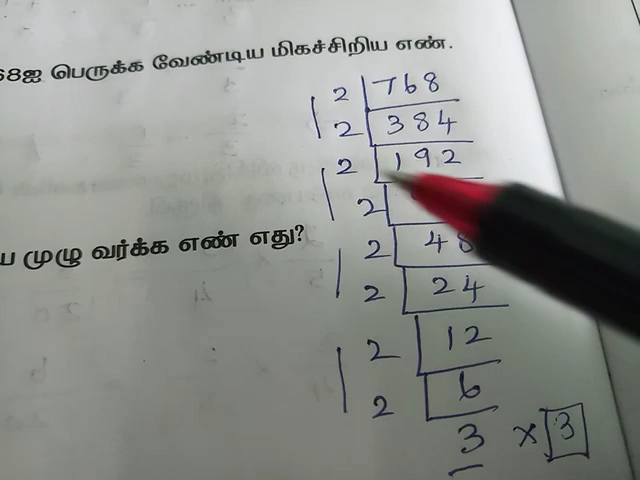 68ஐ பெருக்க வேண்டிய மிகச்சிறிய எண்.
2 768
2 384
2 192
2
ய முழு வர்க்க எண் எது?
2 48
2 24
2 12
2 6
3 × 3